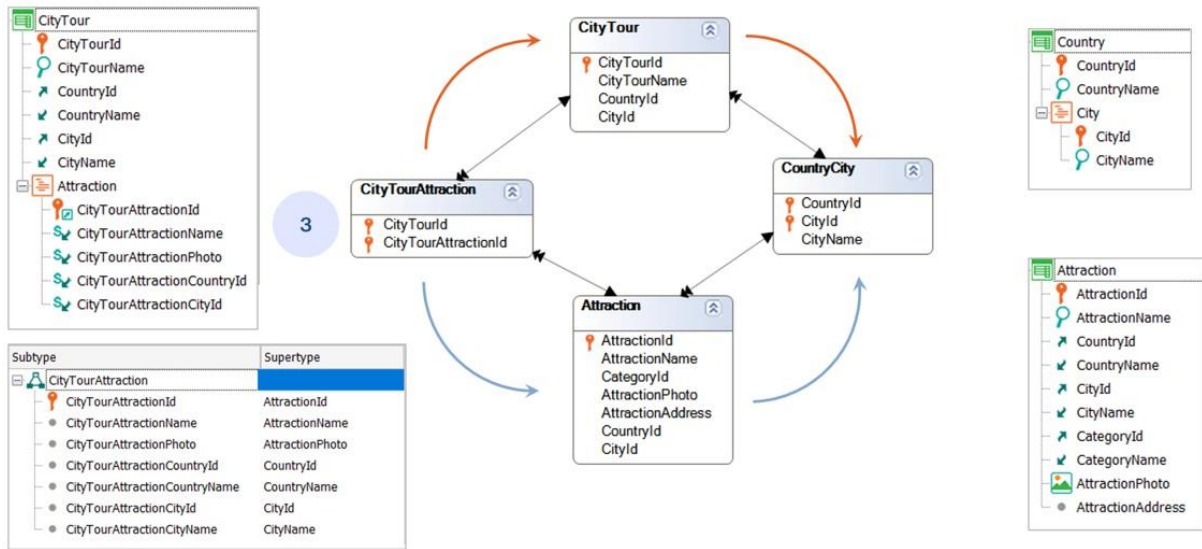 CityTour
CityTourId
CityTourName
CountryId
CountryName
CityId
CityName
Attraction
CityTourAttractionId
CityTourAttractionName
CityTourAttractionPhoto
CityTourAttractionCountryId
CityTourAttractionCityId
Subtype Supertype
CityTourAttraction
CityTourAttractionId AttractionId
CityTourAttractionName AttractionName
CityTourAttractionPhoto AttractionPhoto
CityTourAttractionCountryId CountryId
CityTourAttractionCountryName CountryName
CityTourAttractionCityId CityId
CityTourAttractionCityName CityName
3
CityTour
CityTourId
CityTourName
CountryId
CityId
CityTourAttraction
CityTourId
CityTourAttractionId
CountryCity
CountryId
CityId
CityName
Attraction
AttractionId
AttractionName
CategoryId
AttractionPhoto
AttractionAddress
CountryId
CityId
Country
CountryId
CountryName
City
CityId
CityName
Attraction
AttractionId
AttractionName
CountryId
CountryName
CityId
CityName
CategoryId
CategoryName
AttractionPhoto
AttractionAddress